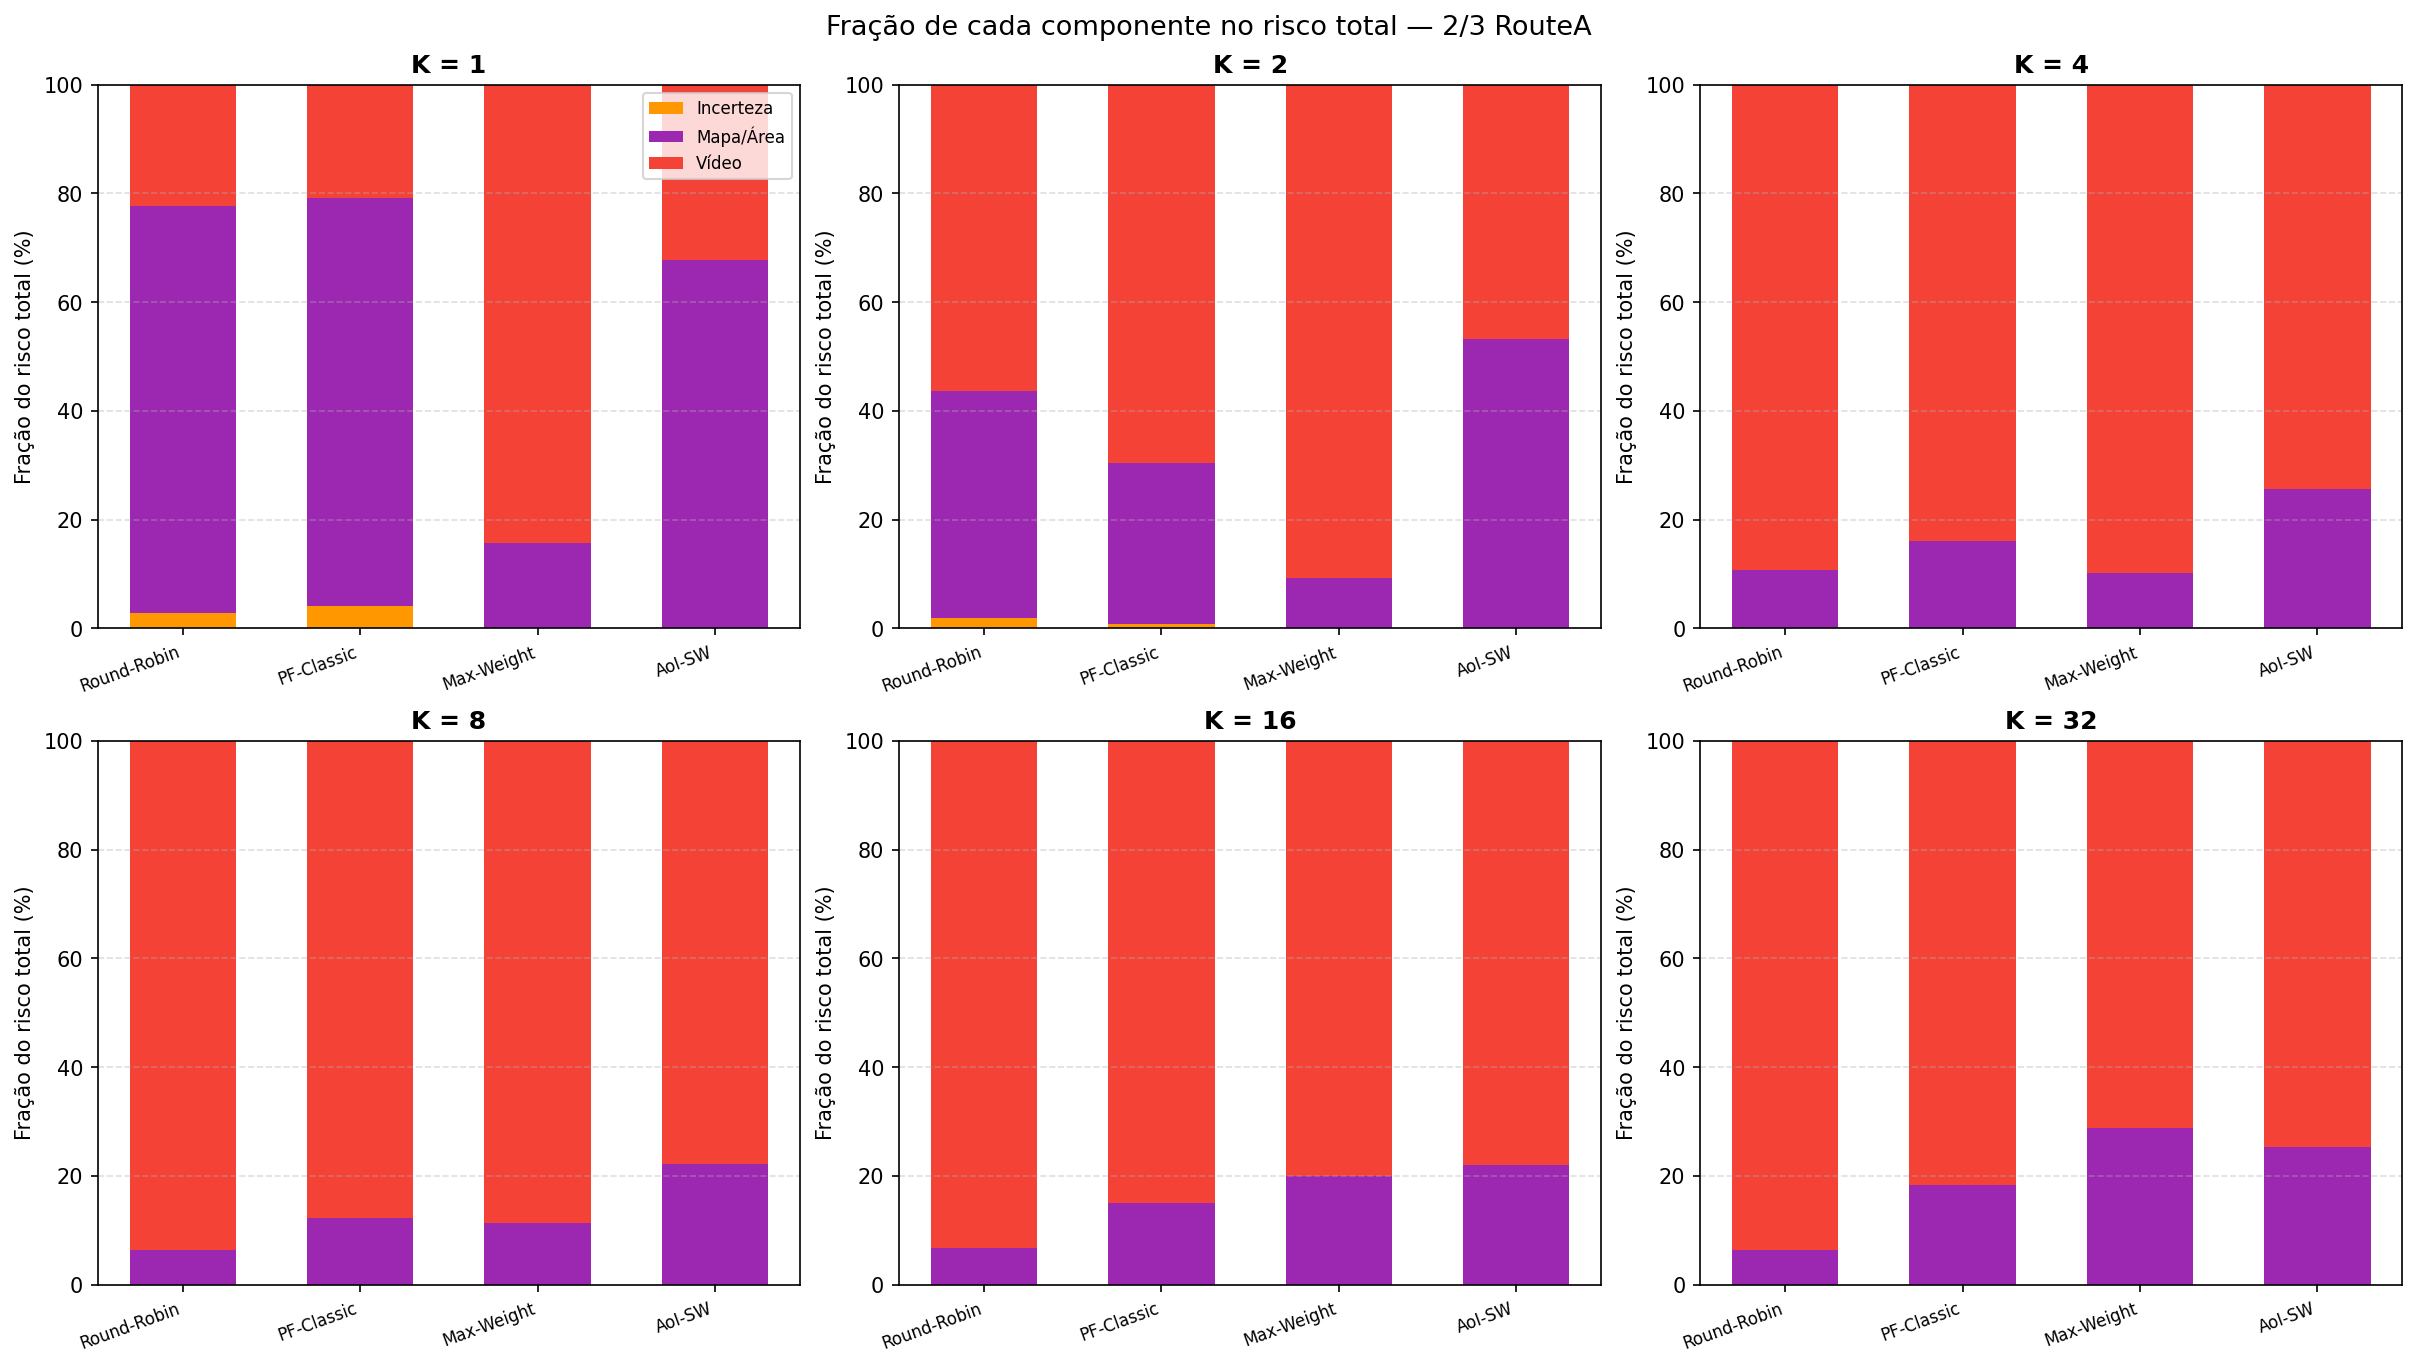 Fração de cada componente no risco total — 2/3 RouteA
K = 1
Fração do risco total (%)
100
80
60
40
20
0
Incerteza
Mapa/Área
Vídeo
Round-Robin
PF-Classic
Max-Weight
AoI-SW
K = 2
Fração do risco total (%)
100
80
60
40
20
0
Round-Robin
PF-Classic
Max-Weight
AoI-SW
K = 4
Fração do risco total (%)
100
80
60
40
20
0
Round-Robin
PF-Classic
Max-Weight
AoI-SW
K = 8
Fração do risco total (%)
100
80
60
40
20
0
Round-Robin
PF-Classic
Max-Weight
AoI-SW
K = 16
Fração do risco total (%)
100
80
60
40
20
0
Round-Robin
PF-Classic
Max-Weight
AoI-SW
K = 32
Fração do risco total (%)
100
80
60
40
20
0
Round-Robin
PF-Classic
Max-Weight
AoI-SW